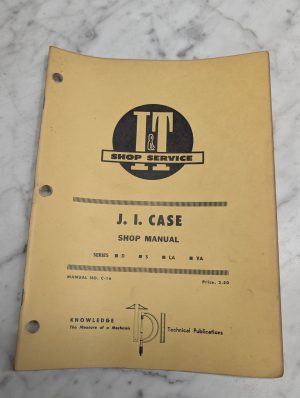 I&T
SHOP SERVICE
J. I. CASE
SHOP MANUAL
SERIES ■ D ■ S ■ LA ■ VA
MANUAL NO. C-14
Price, 2.00
KNOWLEDGE
The Measure of a Mechanic
Technical Publications